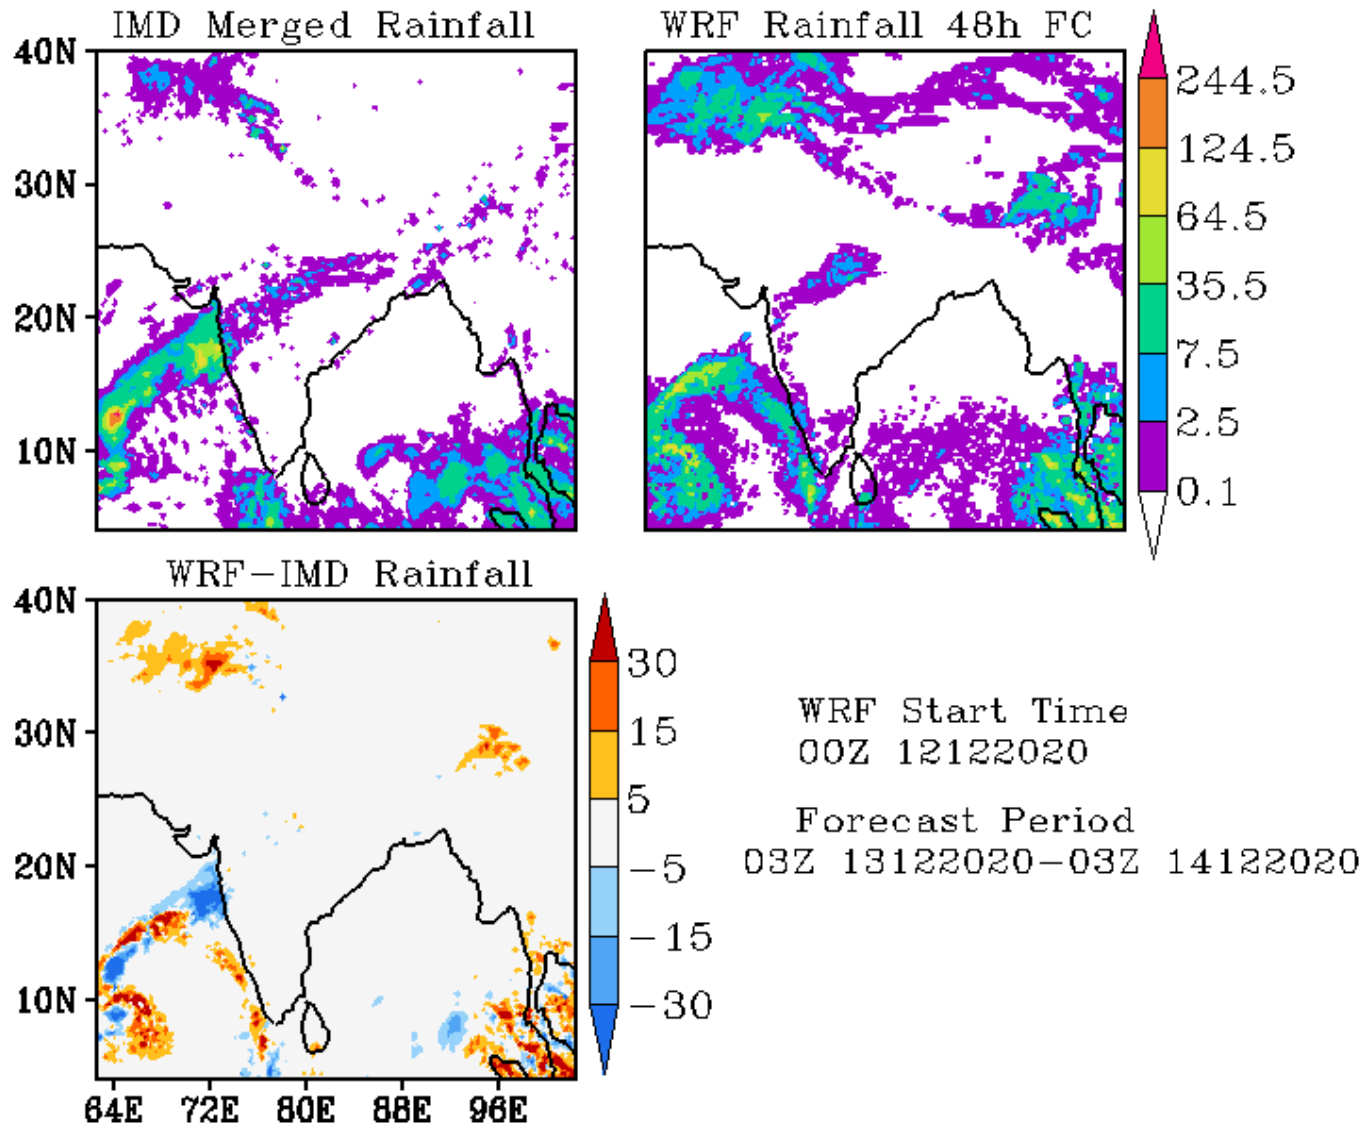 IMD Merged Rainfall
WRF Rainfall 48h FC
40N
30N
20N
10N
244.5
124.5
64.5
35.5
7.5
2.5
0.1
WRF-IMD Rainfall
40N
30N
20N
10N
64E 72E 80E 88E 96E
30
15
5
-5
-15
-30
WRF Start Time
00Z 12122020
Forecast Period
03Z 13122020-03Z 14122020